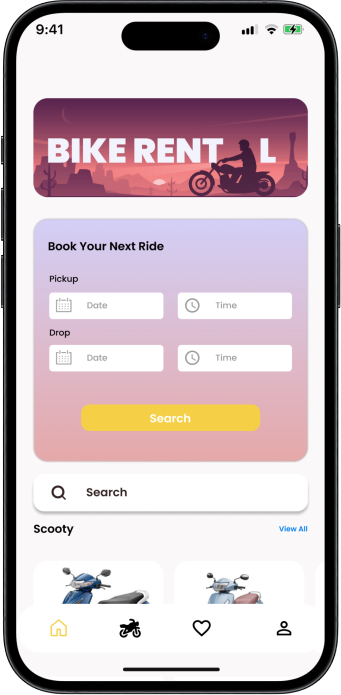 9:41
BIKE RENT L
Book Your Next Ride
Pickup
Date Time
Drop
Date Time
Search
Search
Scooty View All